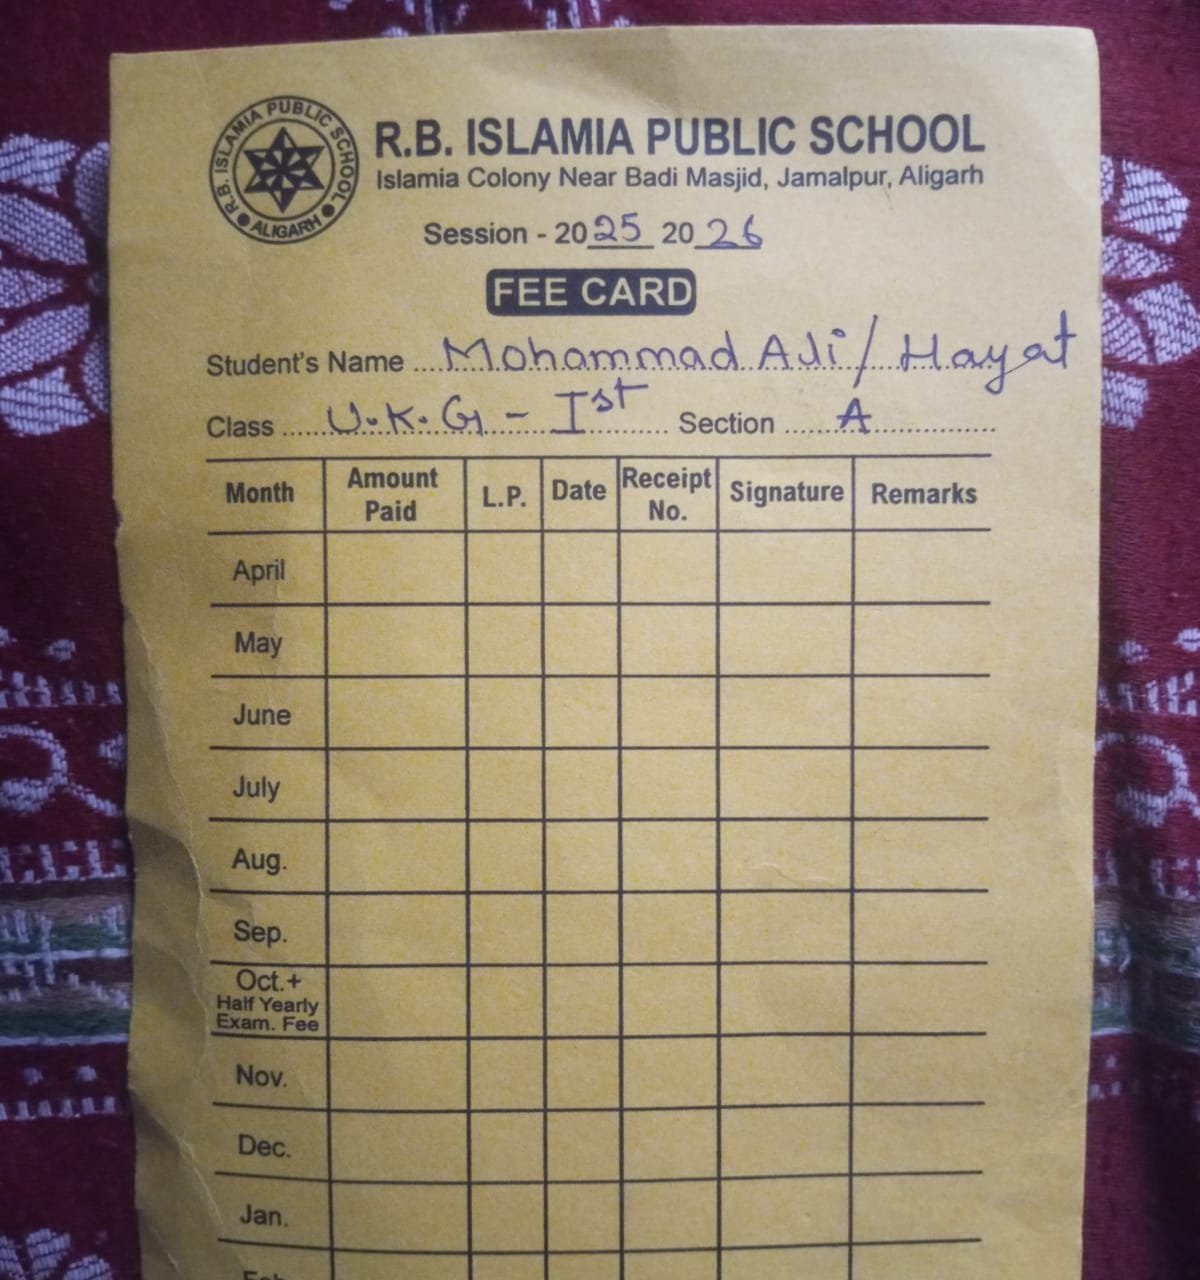 R.B. ISLAMIA PUBLIC SCHOOL
ALIGARH
R.B. ISLAMIA PUBLIC SCHOOL
Islamia Colony Near Badi Masjid, Jamalpur, Aligarh
Session - 2025 2026
FEE CARD
Student's Name Mohammad Ali / Hayat
Class U.K.G - Ist Section A
Month Amount Paid L.P. Date Receipt No. Signature Remarks
April
May
June
July
Aug.
Sep.
Oct.+
Half Yearly
Exam. Fee
Nov.
Dec.
Jan.